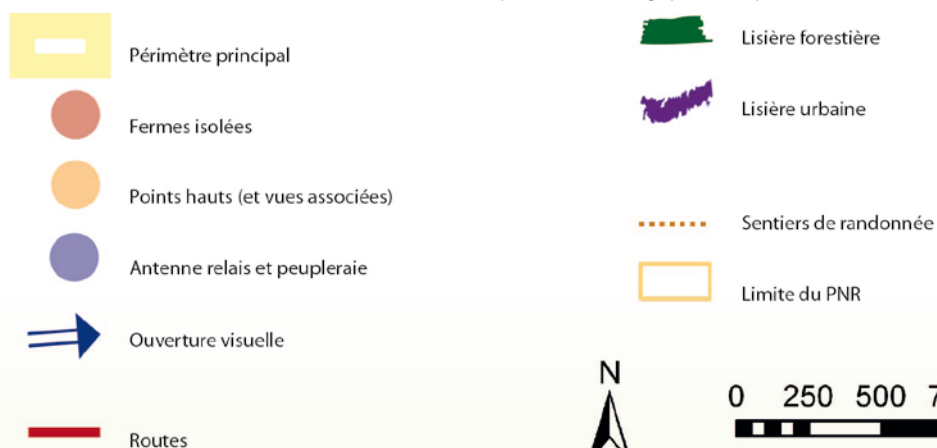 Périmètre principal
Fermes isolées
Points hauts (et vues associées)
Antenne relais et peupleraie
Ouverture visuelle
Routes
Lisière forestière
Lisière urbaine
Sentiers de randonnée
Limite du PNR
N
0 250 500